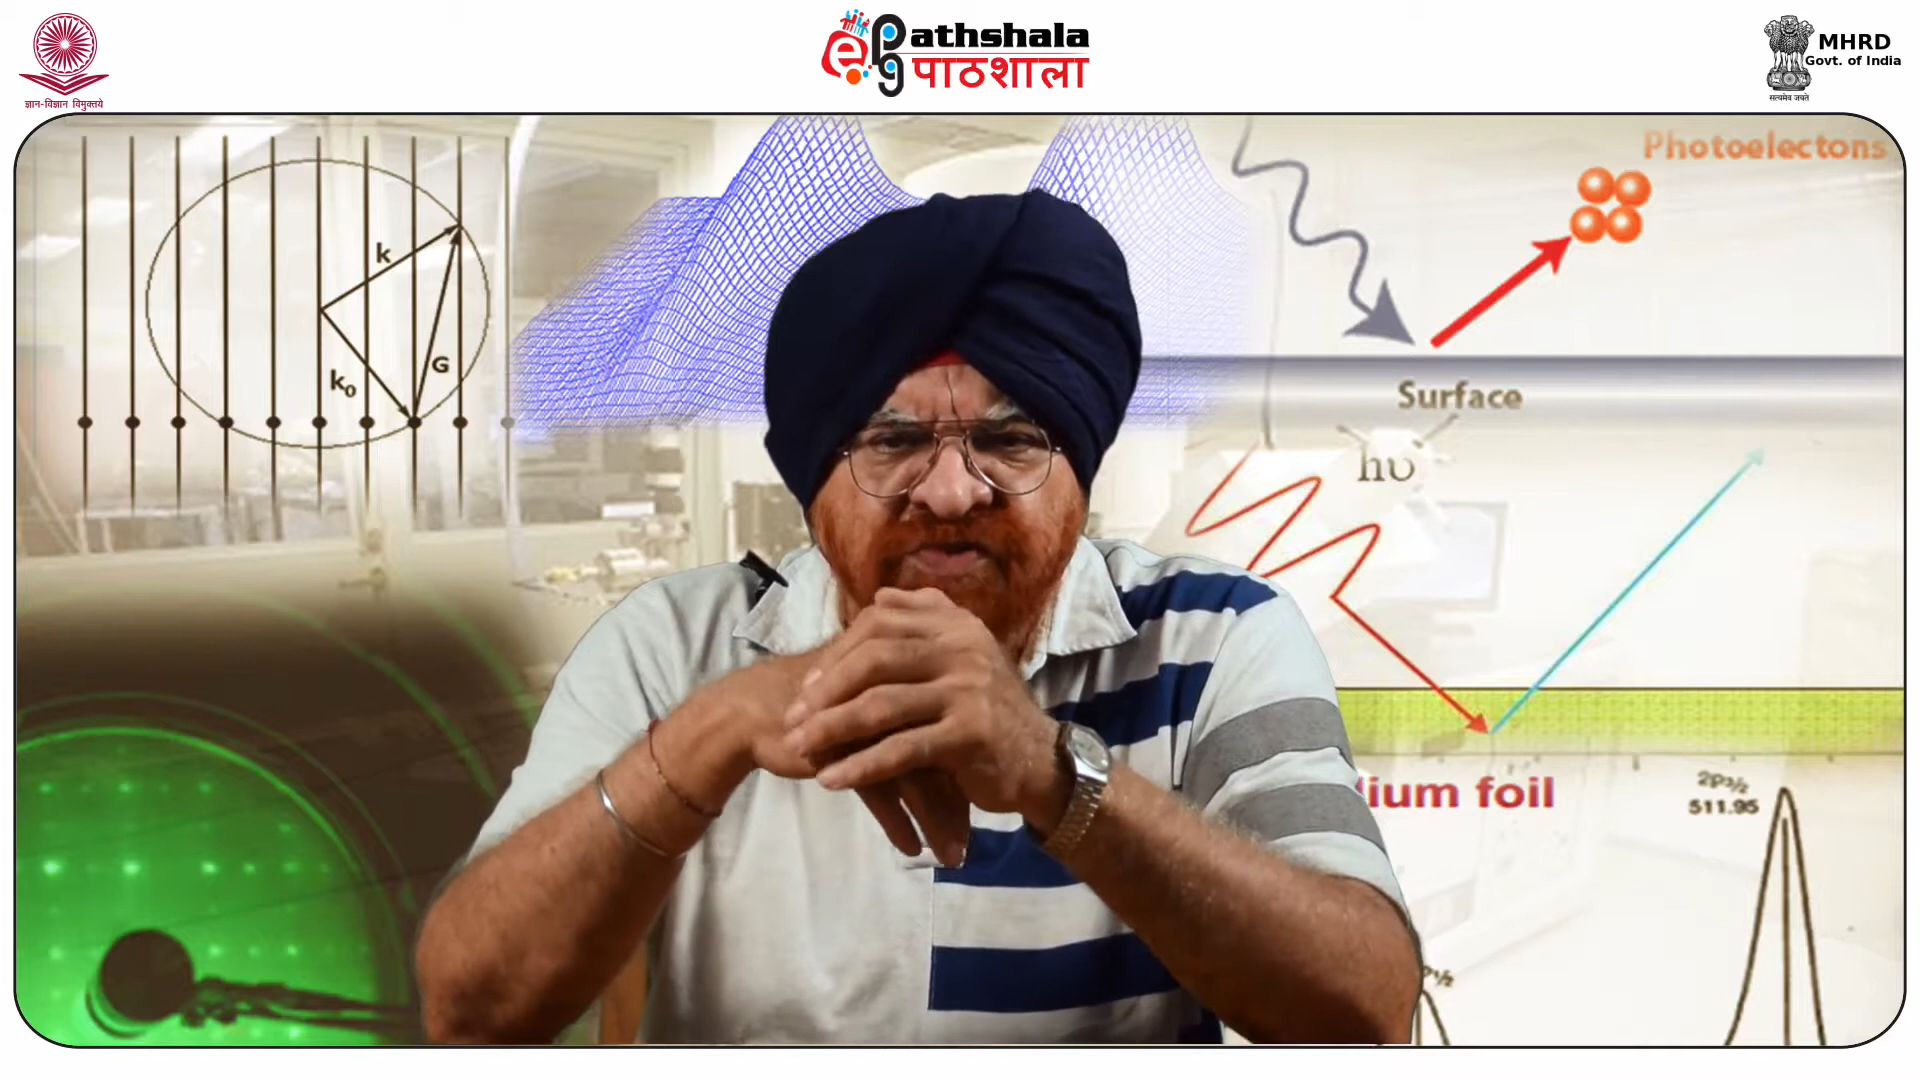 ज्ञान-विज्ञान विमुक्तये
ePathshala
पाठशाला
MHRD
Govt. of India
सत्यमेव जयते
Photoelectons
k
k₀
G
Surface
hυ
lium foil
2p3/2
511.95